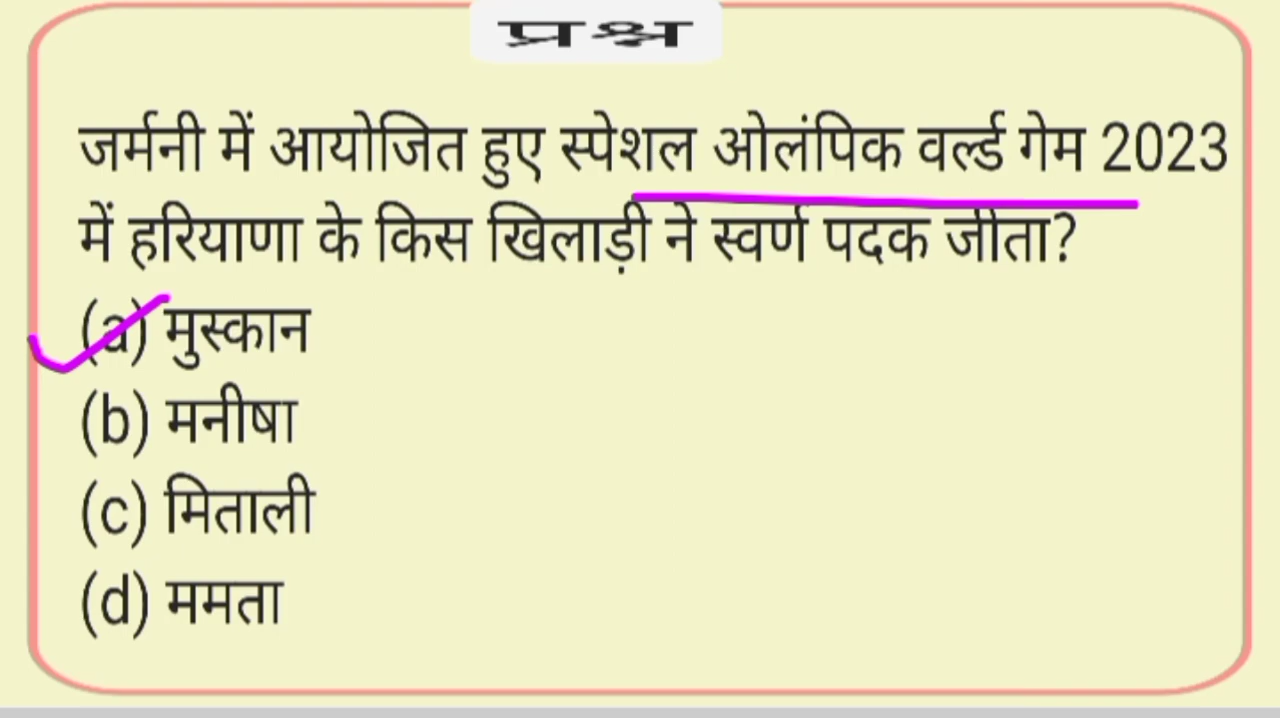 प्रश्न
जर्मनी में आयोजित हुए स्पेशल ओलंपिक वर्ल्ड गेम 2023
में हरियाणा के किस खिलाड़ी ने स्वर्ण पदक जीता?
(a) मुस्कान
(b) मनीषा
(c) मिताली
(d) ममता